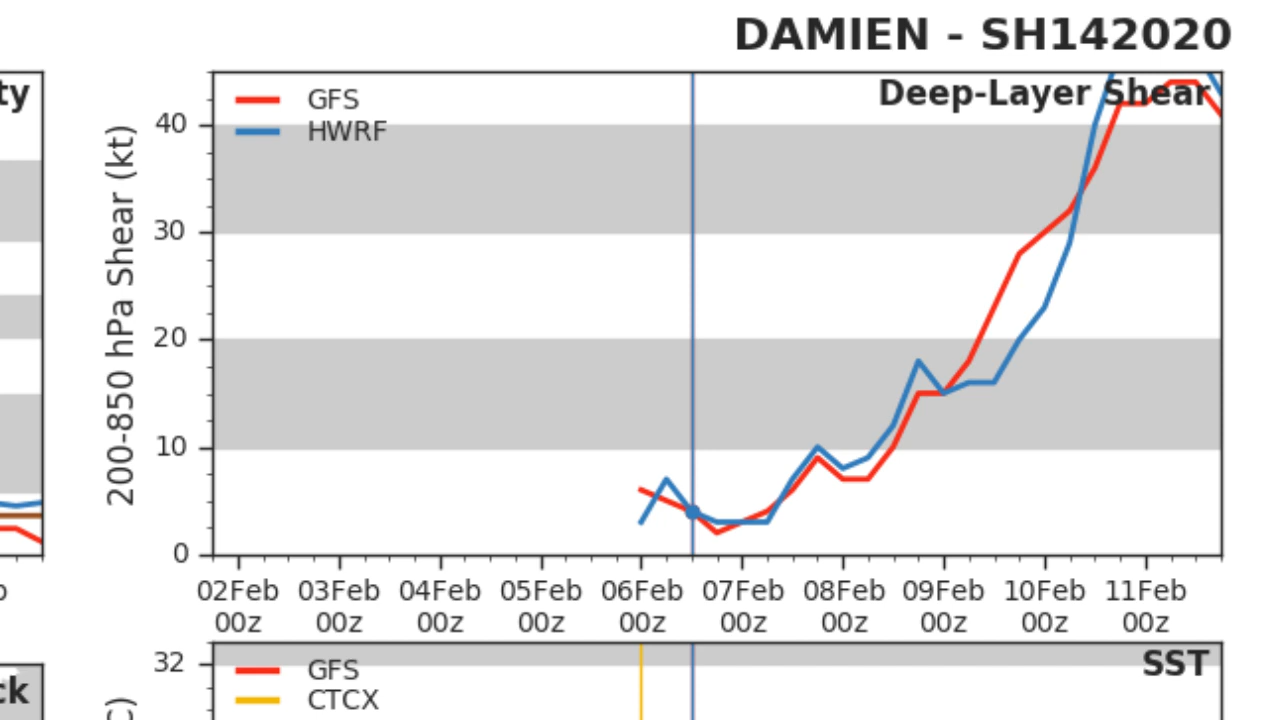 DAMIEN - SH142020
ty
Deep-Layer Shear
GFS
HWRF
200-850 hPa Shear (kt)
40
30
20
10
0
02Feb 03Feb 04Feb 05Feb 06Feb 07Feb 08Feb 09Feb 10Feb 11Feb
00z 00z 00z 00z 00z 00z 00z 00z 00z 00z
ck
SST
32
GFS
CTCX
C)